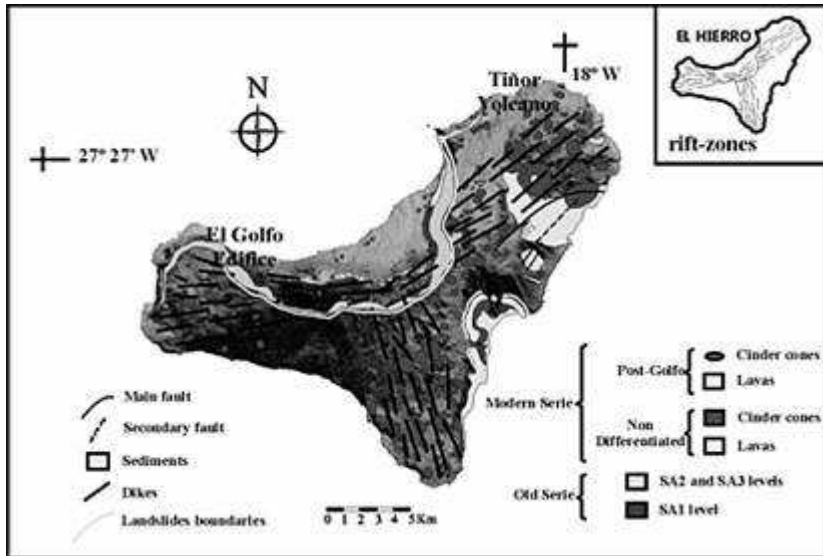 EL HIERRO
rift-zones
18° W
Tiñor
Volcano
N
27° 27' W
El Golfo
Edifice
Main fault
Secondary fault
Sediments
Dikes
Landslides boundaries
0 1 2 3 4 5Km
Modern Serie
Post-Golfo
Cinder cones
Lavas
Non
Differentiated
Cinder cones
Lavas
Old Serie
SA2 and SA3 levels
SA1 level